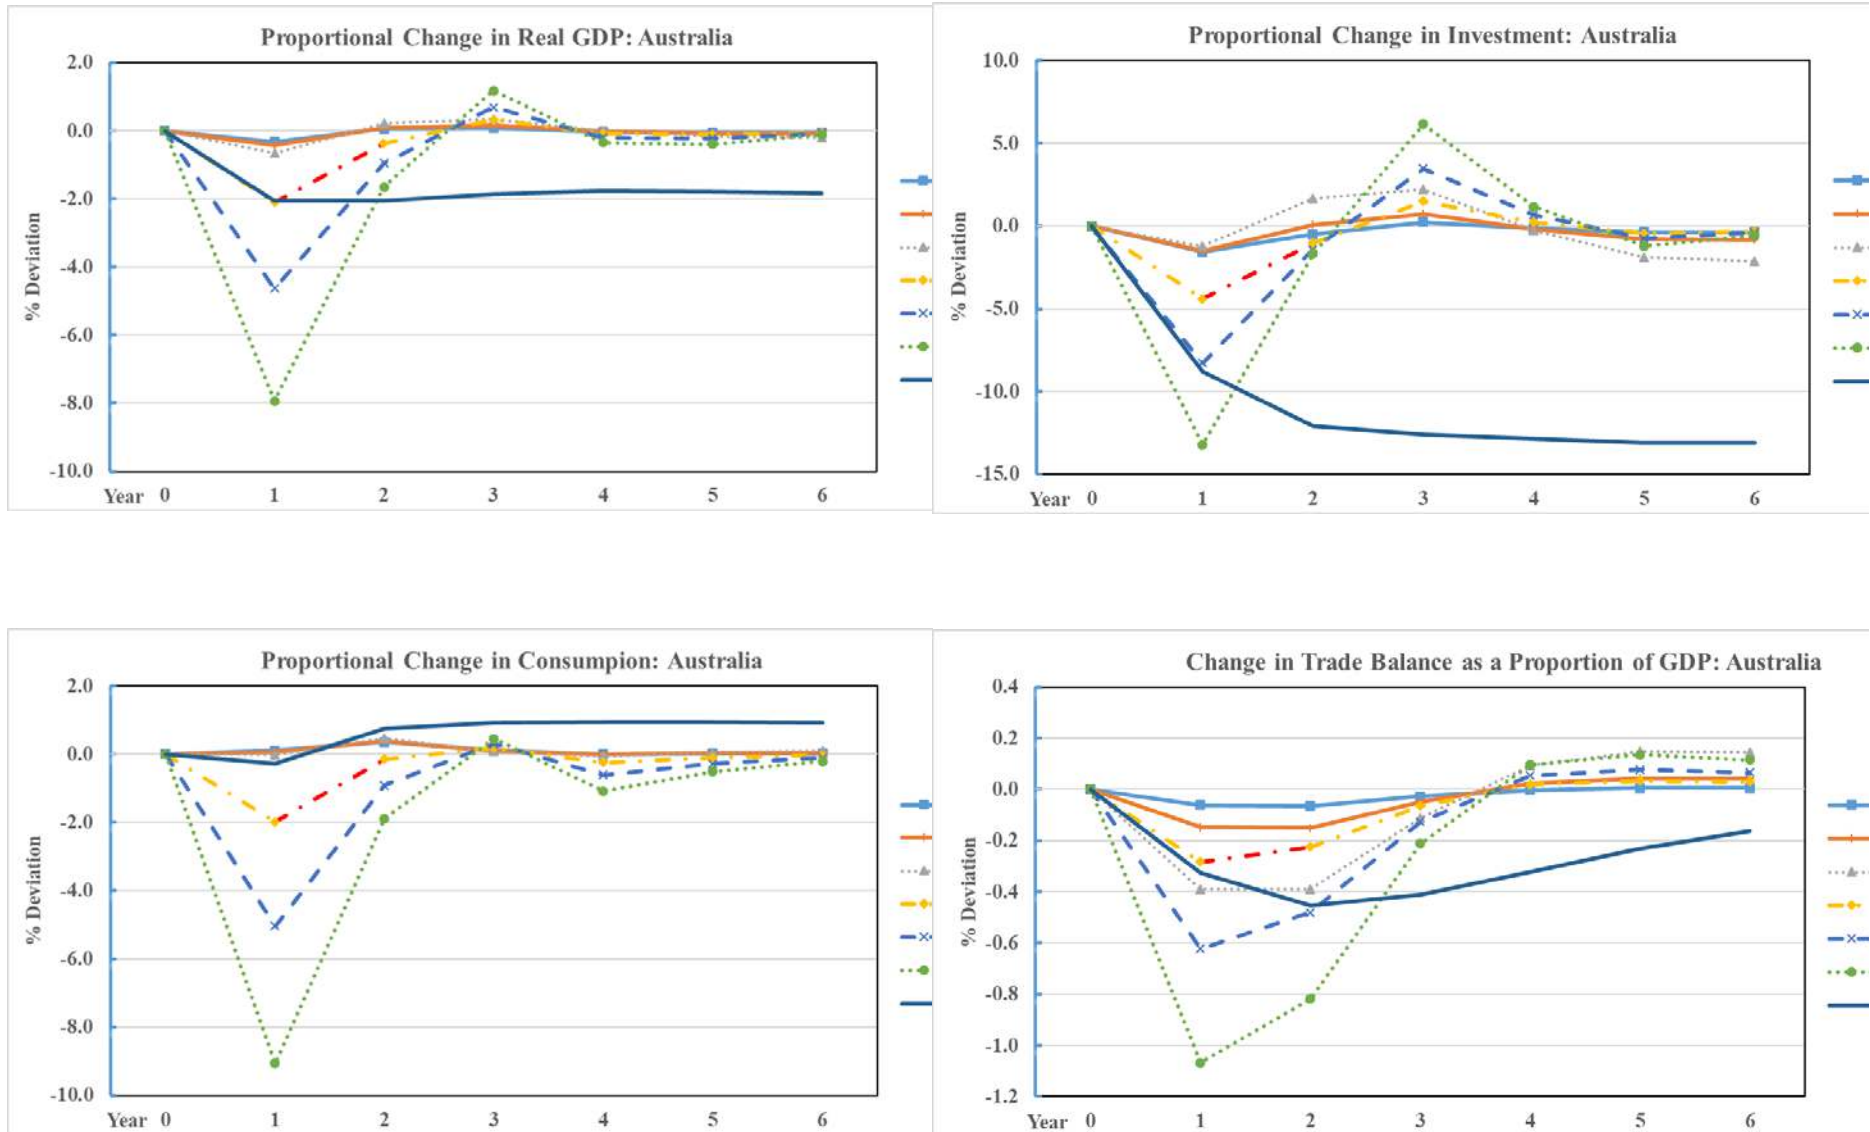 Proportional Change in Real GDP: Australia
2.0
0.0
-2.0
-4.0
-6.0
-8.0
-10.0
% Deviation
Year 0 1 2 3 4 5 6
Proportional Change in Investment: Australia
10.0
5.0
0.0
-5.0
-10.0
-15.0
% Deviation
Year 0 1 2 3 4 5 6
Proportional Change in Consumpion: Australia
2.0
0.0
-2.0
-4.0
-6.0
-8.0
-10.0
% Deviation
Year 0 1 2 3 4 5 6
Change in Trade Balance as a Proportion of GDP: Australia
0.4
0.2
0.0
-0.2
-0.4
-0.6
-0.8
-1.0
-1.2
% Deviation
Year 0 1 2 3 4 5 6